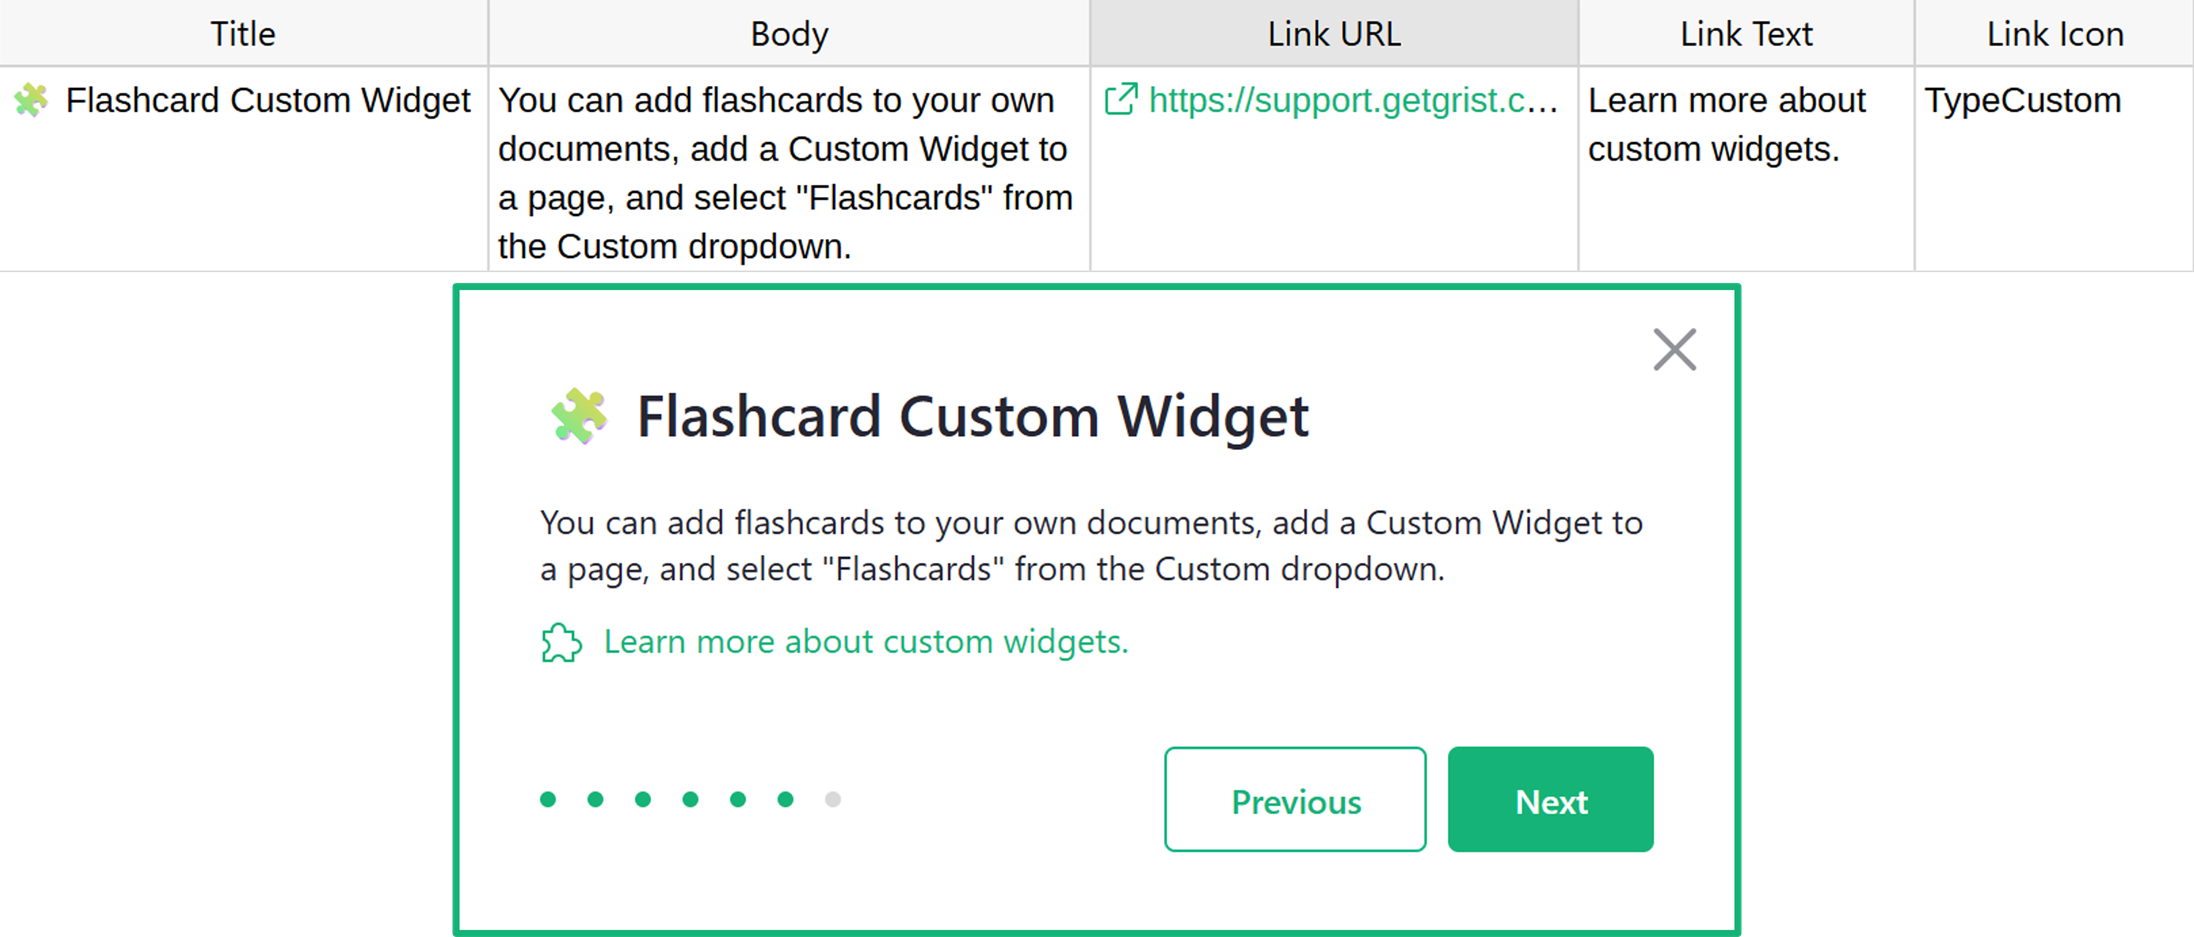 Title Body Link URL Link Text Link Icon
Flashcard Custom Widget
You can add flashcards to your own
documents, add a Custom Widget to
a page, and select "Flashcards" from
the Custom dropdown.
https://support.getgrist.c...
Learn more about
custom widgets.
TypeCustom
Flashcard Custom Widget
You can add flashcards to your own documents, add a Custom Widget to
a page, and select "Flashcards" from the Custom dropdown.
Learn more about custom widgets.
Previous Next